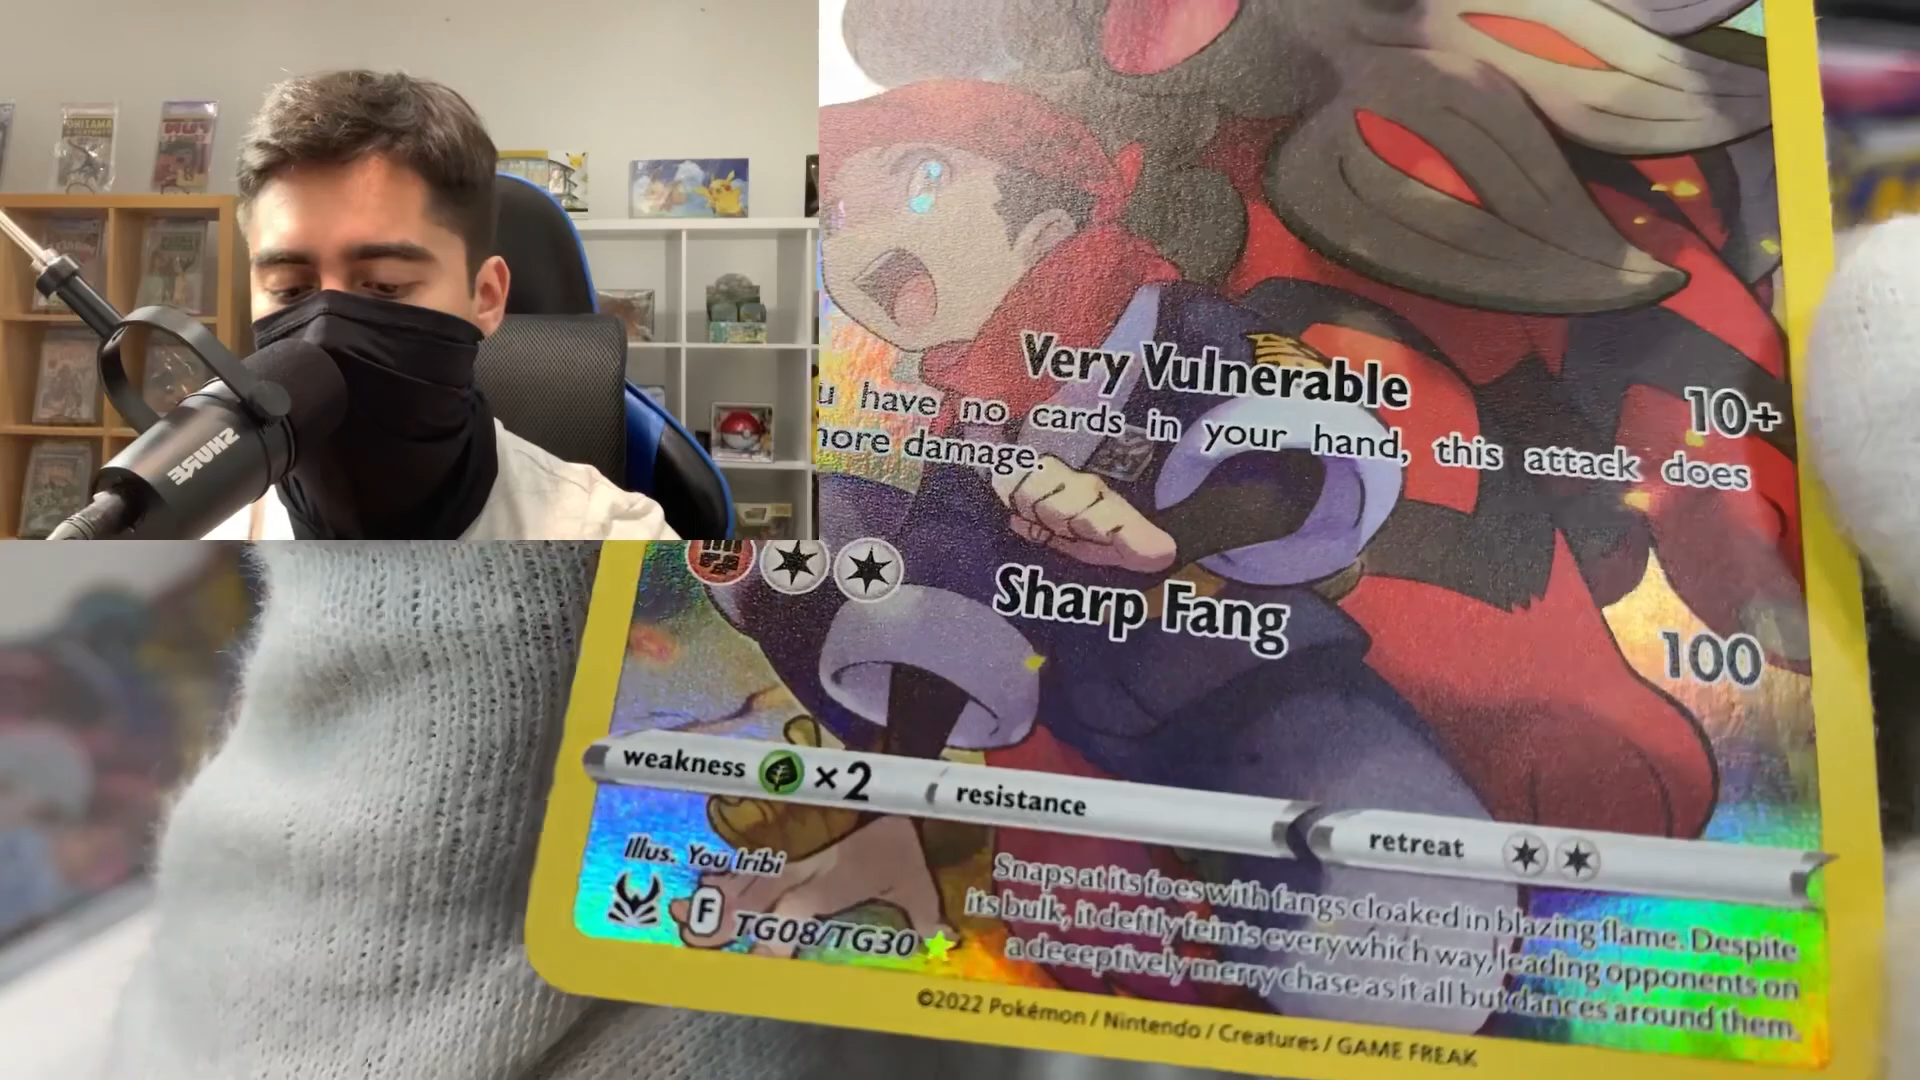 SHURE
Very Vulnerable
10+
u have no cards in your hand, this attack does
more damage.
Sharp Fang
100
weakness ×2
resistance
retreat
Illus. You Iribi
F TG08/TG30
Snaps at its foes with fangs cloaked in blazing flame. Despite
its bulk, it deftly feints every which way, leading opponents on
a deceptively merry chase as it all but dances around them.
©2022 Pokémon / Nintendo / Creatures / GAME FREAK